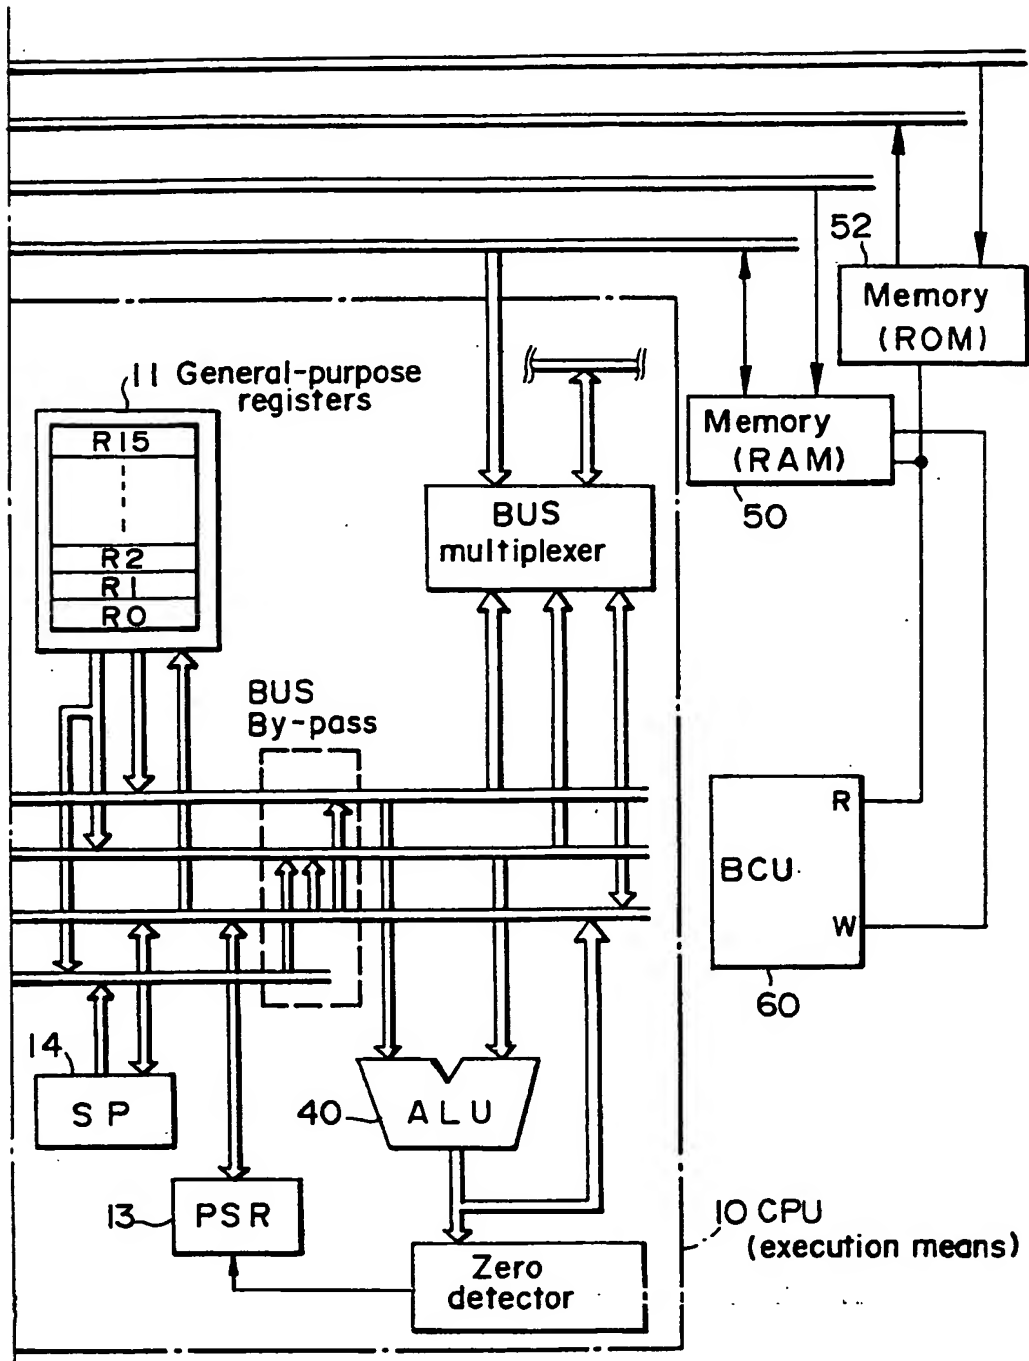 52
Memory
(ROM)
11 General-purpose
registers
R15
R2
R1
R0
Memory
(RAM)
50
BUS
multiplexer
BUS
By-pass
R
BCU
W
60
14
SP
40
ALU
13
PSR
10 CPU
(execution means)
Zero
detector